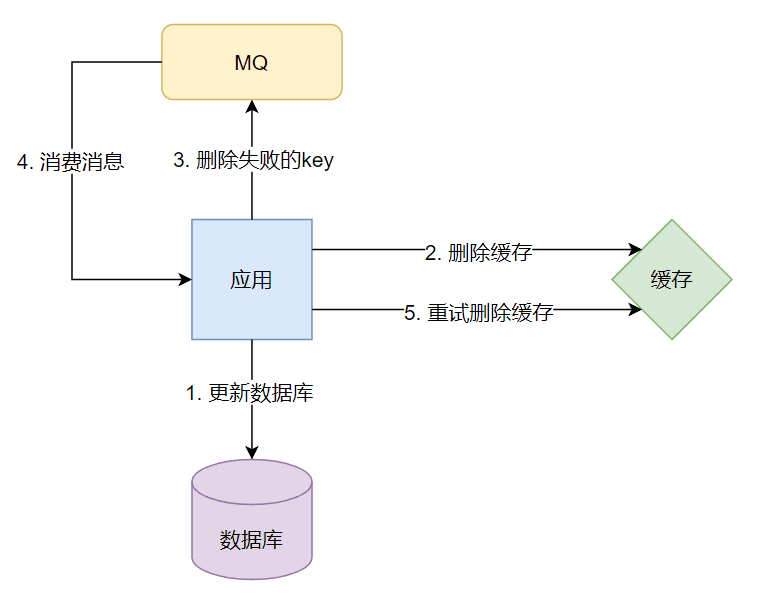 MQ
4. 消费消息
3. 删除失败的key
2. 删除缓存
应用
缓存
5. 重试删除缓存
1. 更新数据库
数据库